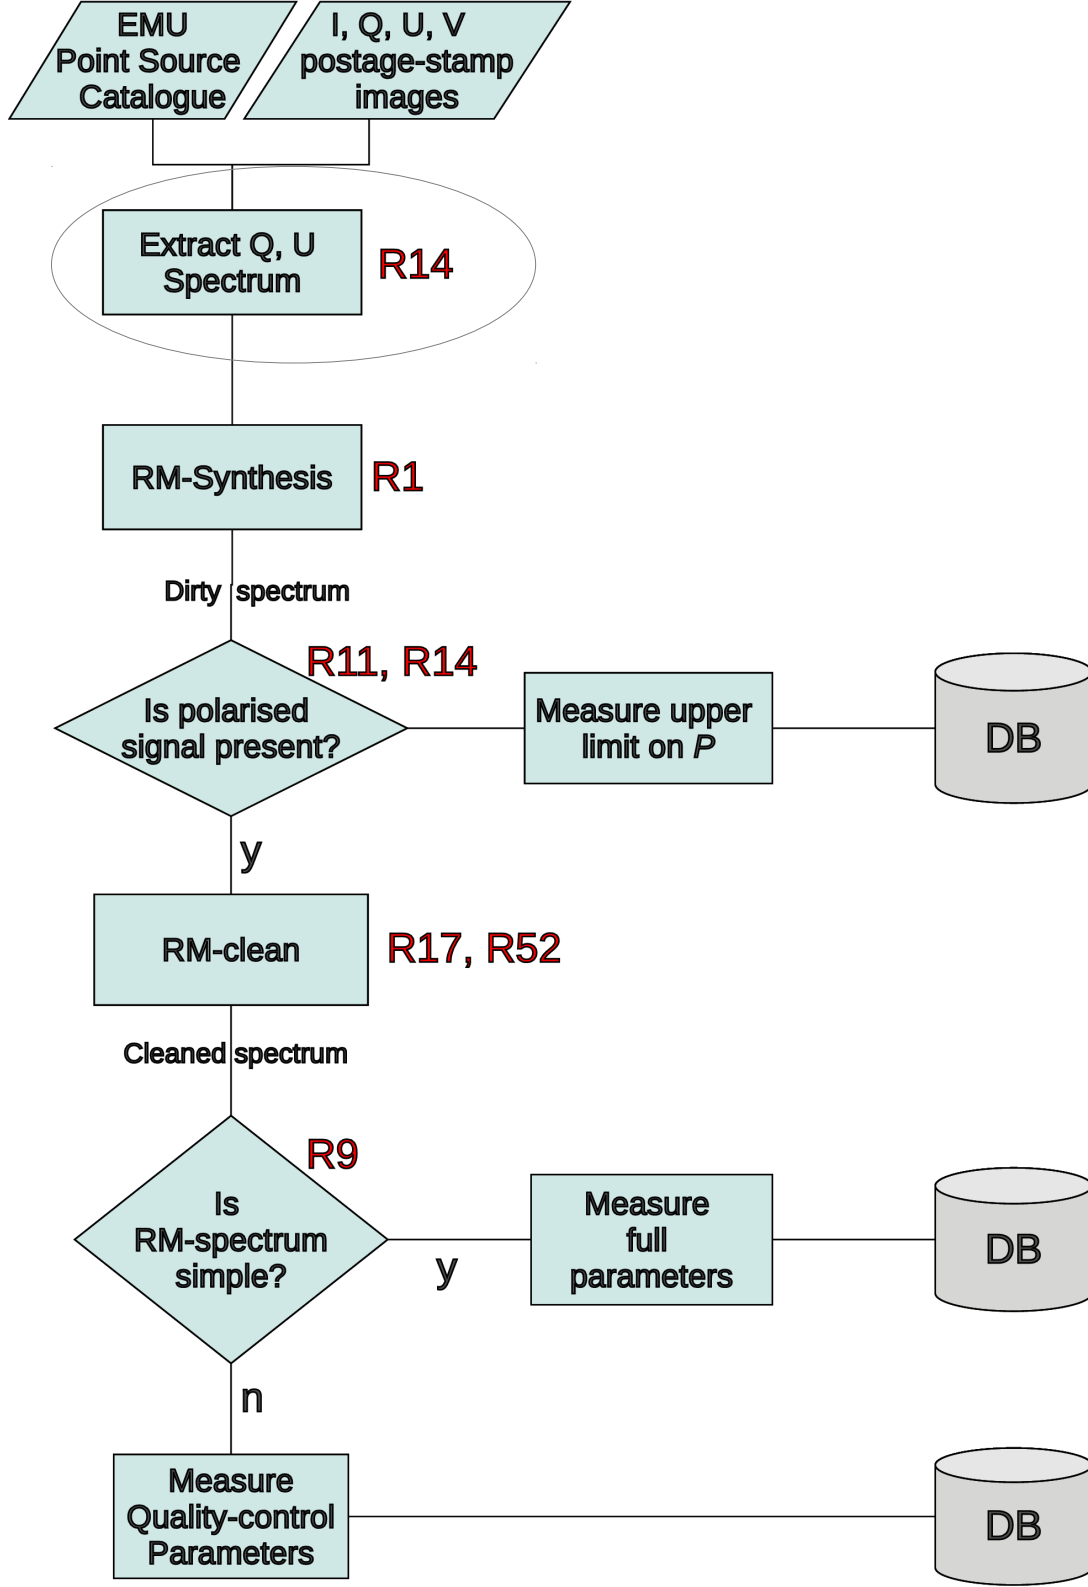 EMU
Point Source
Catalogue
I, Q, U, V
postage-stamp
images
Extract Q, U
Spectrum
R14
RM-Synthesis
R1
Dirty spectrum
R11, R14
Is polarised
signal present?
Measure upper
limit on P
DB
y
RM-clean
R17, R52
Cleaned spectrum
R9
Is
RM-spectrum
simple?
y
Measure
full
parameters
DB
n
Measure
Quality-control
Parameters
DB